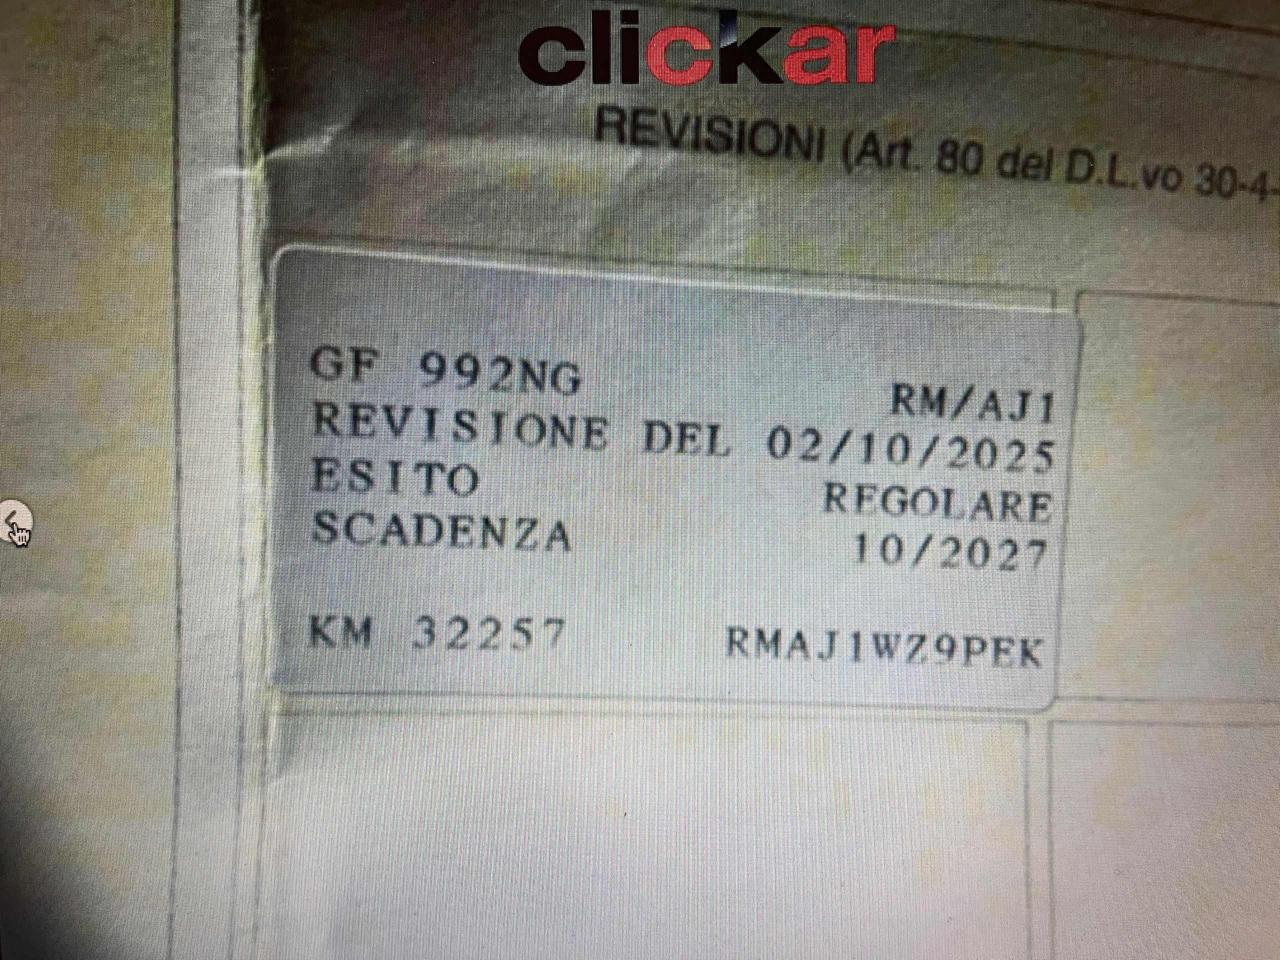 clickar
REVISIONI (Art. 80 del D.L.vo 30-4-
GF 992NG RM/AJ1
REVISIONE DEL 02/10/2025
ESITO REGOLARE
SCADENZA 10/2027
KM 32257 RMAJ1WZ9PEK